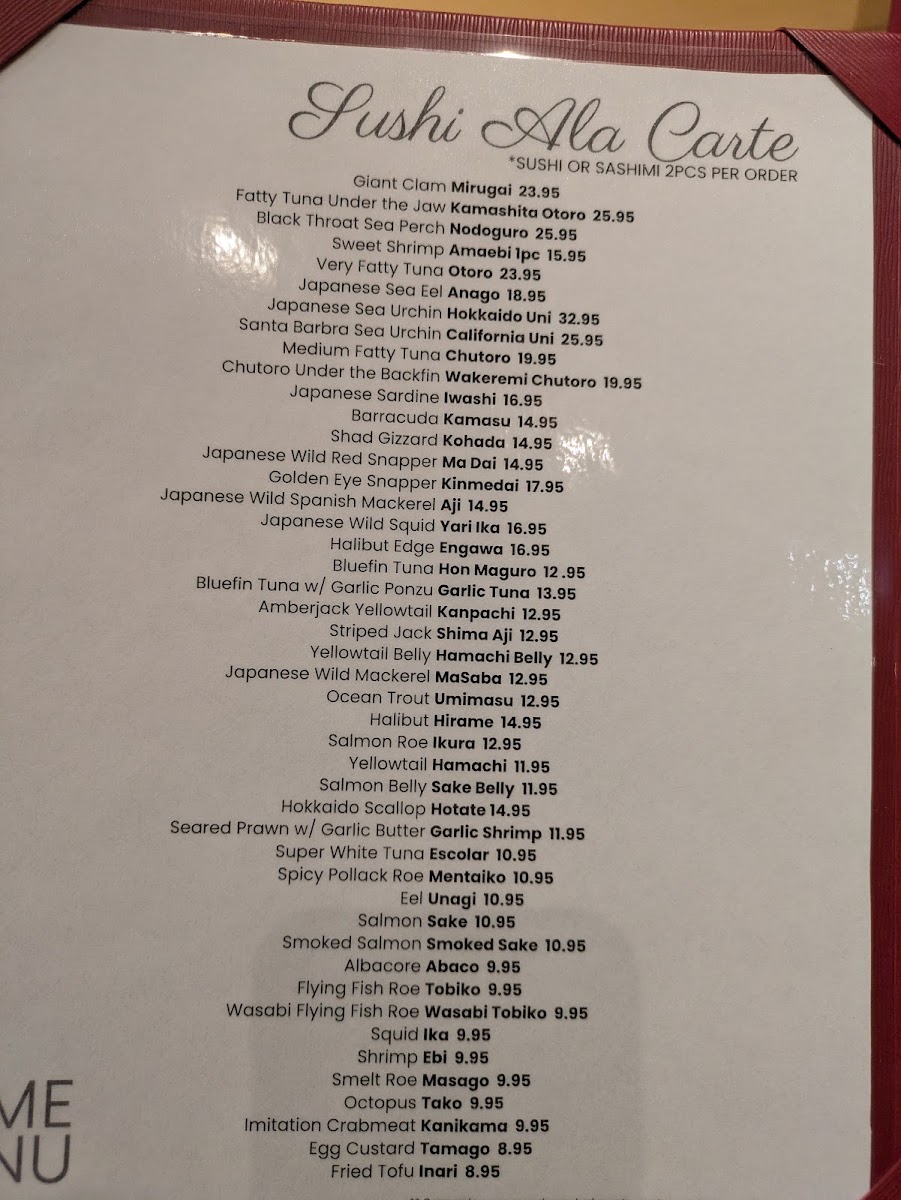 Sushi Ala Carte
*SUSHI OR SASHIMI 2PCS PER ORDER
Giant Clam Mirugai 23.95
Fatty Tuna Under the Jaw Kamashita Otoro 25.95
Black Throat Sea Perch Nodoguro 25.95
Sweet Shrimp Amaebi 1pc 15.95
Very Fatty Tuna Otoro 23.95
Japanese Sea Eel Anago 18.95
Japanese Sea Urchin Hokkaido Uni 32.95
Santa Barbra Sea Urchin California Uni 25.95
Medium Fatty Tuna Chutoro 19.95
Chutoro Under the Backfin Wakeremi Chutoro 19.95
Japanese Sardine Iwashi 16.95
Barracuda Kamasu 14.95
Shad Gizzard Kohada 14.95
Japanese Wild Red Snapper Ma Dai 14.95
Golden Eye Snapper Kinmedai 17.95
Japanese Wild Spanish Mackerel Aji 14.95
Japanese Wild Squid Yari Ika 16.95
Halibut Edge Engawa 16.95
Bluefin Tuna Hon Maguro 12.95
Bluefin Tuna w/ Garlic Ponzu Garlic Tuna 13.95
Amberjack Yellowtail Kanpachi 12.95
Striped Jack Shima Aji 12.95
Yellowtail Belly Hamachi Belly 12.95
Japanese Wild Mackerel MaSaba 12.95
Ocean Trout Umimasu 12.95
Halibut Hirame 14.95
Salmon Roe Ikura 12.95
Yellowtail Hamachi 11.95
Salmon Belly Sake Belly 11.95
Hokkaido Scallop Hotate 14.95
Seared Prawn w/ Garlic Butter Garlic Shrimp 11.95
Super White Tuna Escolar 10.95
Spicy Pollack Roe Mentaiko 10.95
Eel Unagi 10.95
Salmon Sake 10.95
Smoked Salmon Smoked Sake 10.95
Albacore Abaco 9.95
Flying Fish Roe Tobiko 9.95
Wasabi Flying Fish Roe Wasabi Tobiko 9.95
Squid Ika 9.95
Shrimp Ebi 9.95
Smelt Roe Masago 9.95
Octopus Tako 9.95
Imitation Crabmeat Kanikama 9.95
Egg Custard Tamago 8.95
Fried Tofu Inari 8.95
ME
NU